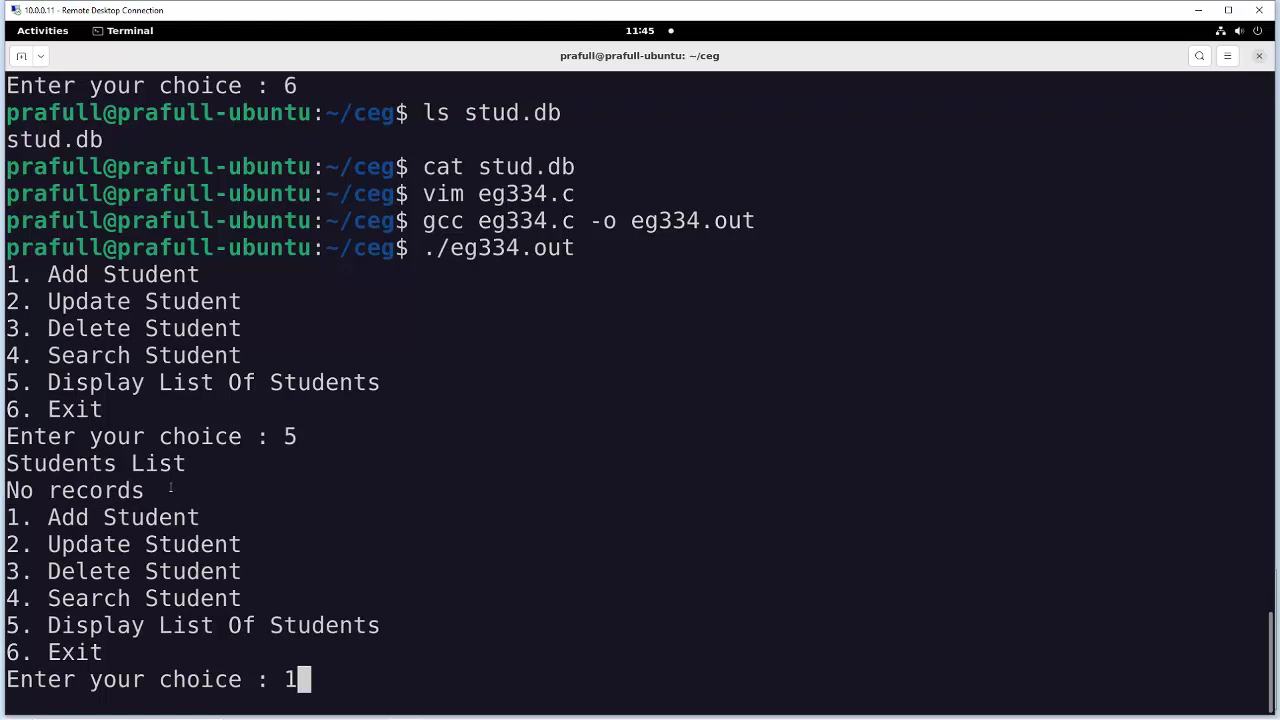 10.0.0.11 - Remote Desktop Connection
Activities Terminal 11:45
prafull@prafull-ubuntu: ~/ceg
Enter your choice : 6
prafull@prafull-ubuntu:~/ceg$ ls stud.db
stud.db
prafull@prafull-ubuntu:~/ceg$ cat stud.db
prafull@prafull-ubuntu:~/ceg$ vim eg334.c
prafull@prafull-ubuntu:~/ceg$ gcc eg334.c -o eg334.out
prafull@prafull-ubuntu:~/ceg$ ./eg334.out
1. Add Student
2. Update Student
3. Delete Student
4. Search Student
5. Display List Of Students
6. Exit
Enter your choice : 5
Students List
No records
1. Add Student
2. Update Student
3. Delete Student
4. Search Student
5. Display List Of Students
6. Exit
Enter your choice : 1